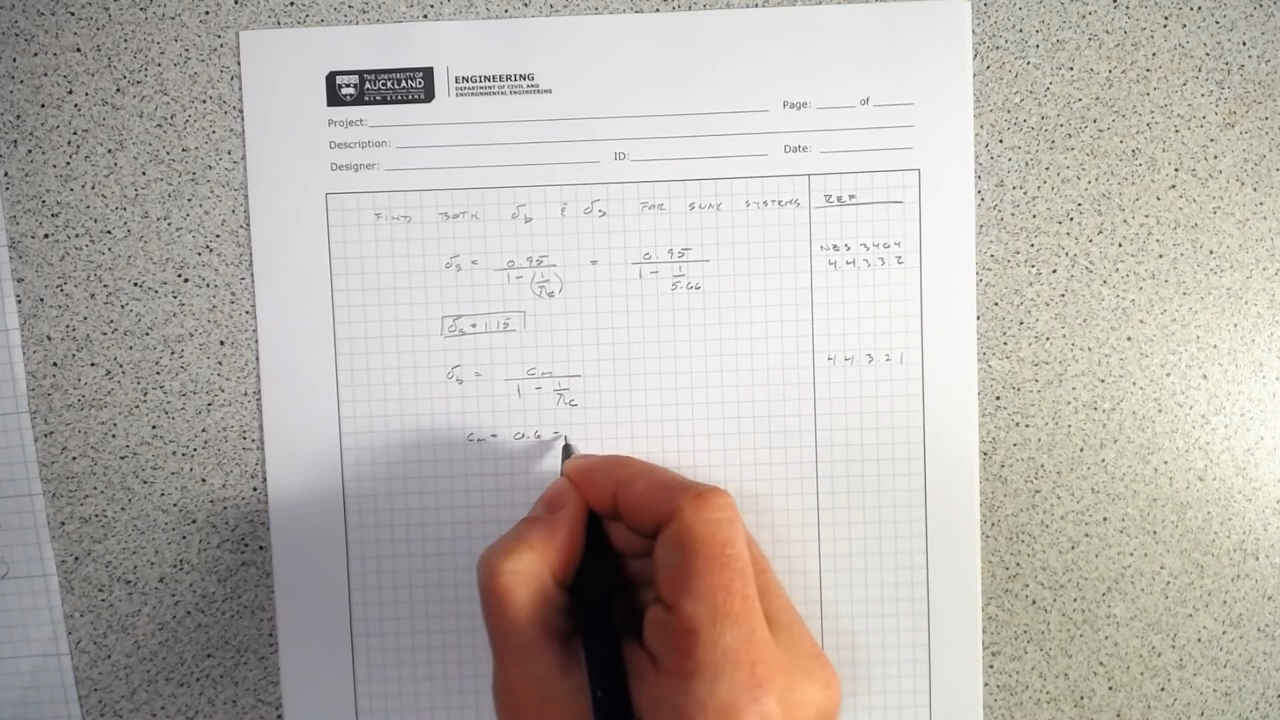 THE UNIVERSITY OF
AUCKLAND
NEW ZEALAND
ENGINEERING
DEPARTMENT OF CIVIL AND
ENVIRONMENTAL ENGINEERING
Page: of
Project:
Description:
Designer: ID: Date:
REF
FIND BOTH δb & δs FOR SWAY SYSTEMS
NZS 3404
4.4.3.3.2
δs = 0.95 / (1 - (1/λc)) = 0.95 / (1 - 1/5.66)
δs = 1.15
4.4.3.2.1
δb = cm / (1 - 1/λc)
cm = 0.6 -